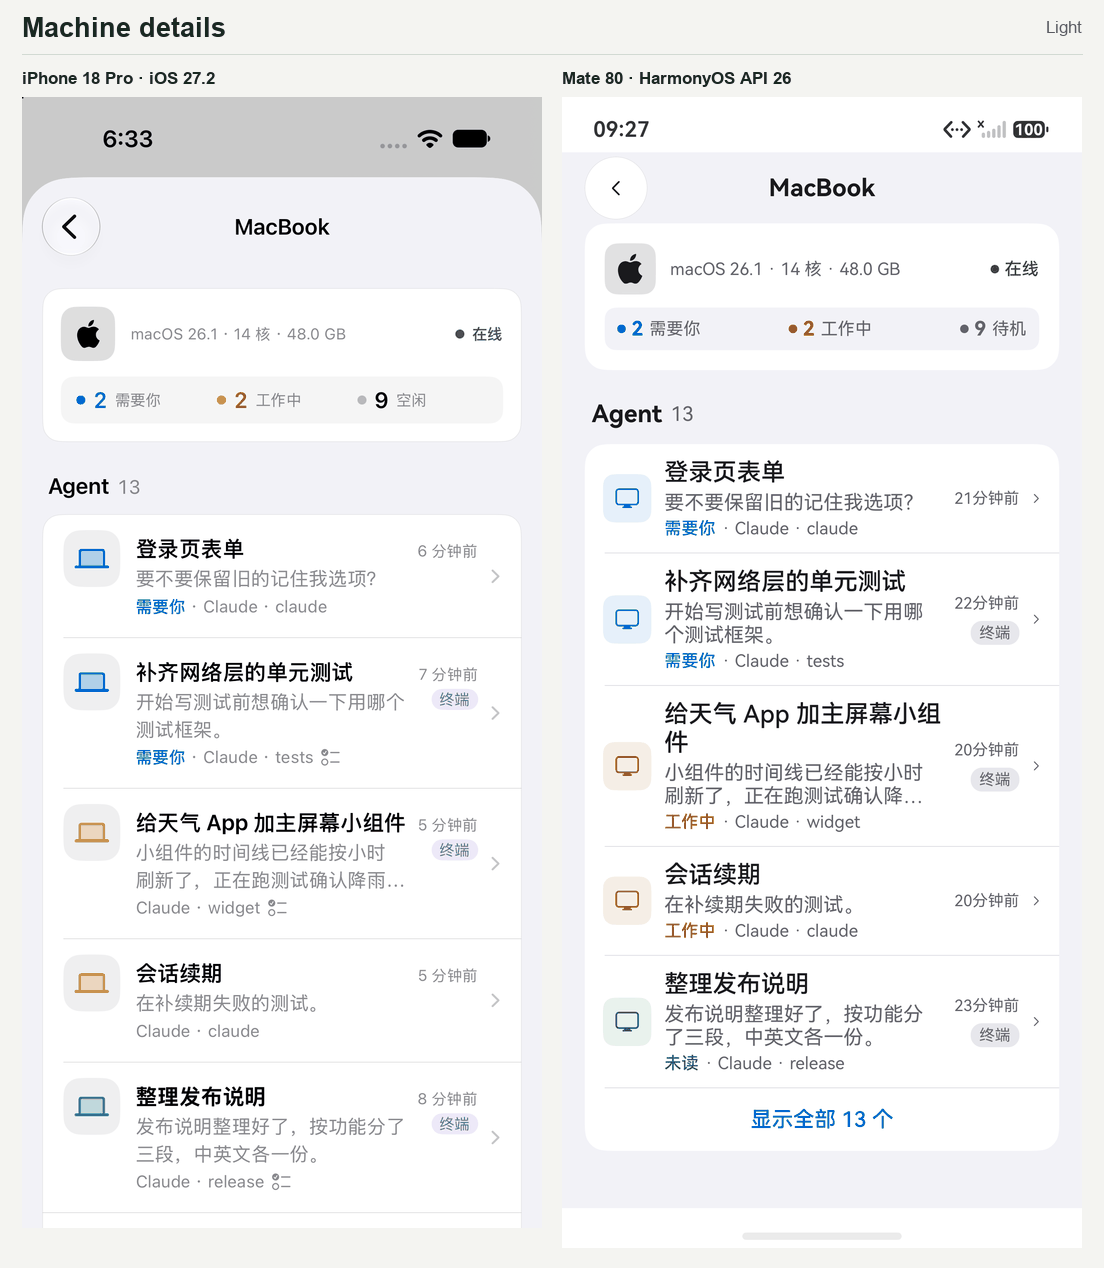 Machine details
Light
iPhone 18 Pro · iOS 27.2
6:33
MacBook
macOS 26.1 · 14 核 · 48.0 GB
在线
2 需要你
2 工作中
9 空闲
Agent 13
登录页表单
6 分钟前
要不要保留旧的记住我选项?
需要你 · Claude · claude
补齐网络层的单元测试
7 分钟前
终端
开始写测试前想确认一下用哪个
测试框架。
需要你 · Claude · tests
给天气 App 加主屏幕小组件
5 分钟前
终端
小组件的时间线已经能按小时
刷新了，正在跑测试确认降雨…
Claude · widget
会话续期
5 分钟前
在补续期失败的测试。
Claude · claude
整理发布说明
8 分钟前
终端
发布说明整理好了，按功能分了
三段，中英文各一份。
Claude · release
Mate 80 · HarmonyOS API 26
09:27
100
MacBook
macOS 26.1 · 14 核 · 48.0 GB
在线
2 需要你
2 工作中
9 待机
Agent 13
登录页表单
要不要保留旧的记住我选项?
21分钟前
需要你 · Claude · claude
补齐网络层的单元测试
开始写测试前想确认一下用哪
个测试框架。
22分钟前
终端
需要你 · Claude · tests
给天气 App 加主屏幕小组
件
小组件的时间线已经能按小时
刷新了，正在跑测试确认降…
20分钟前
终端
工作中 · Claude · widget
会话续期
在补续期失败的测试。
20分钟前
工作中 · Claude · claude
整理发布说明
发布说明整理好了，按功能分
了三段，中英文各一份。
23分钟前
终端
未读 · Claude · release
显示全部 13 个